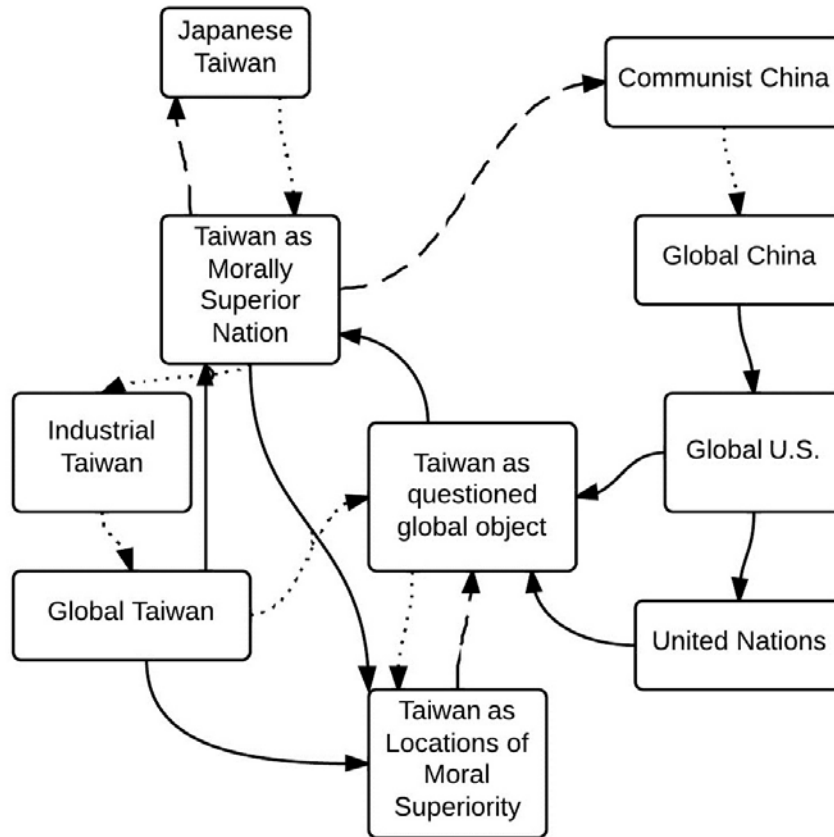 Japanese
Taiwan
Communist China
Taiwan as
Morally
Superior
Nation
Global China
Industrial
Taiwan
Taiwan as
questioned
global object
Global U.S.
Global Taiwan
United Nations
Taiwan as
Locations of
Moral
Superiority